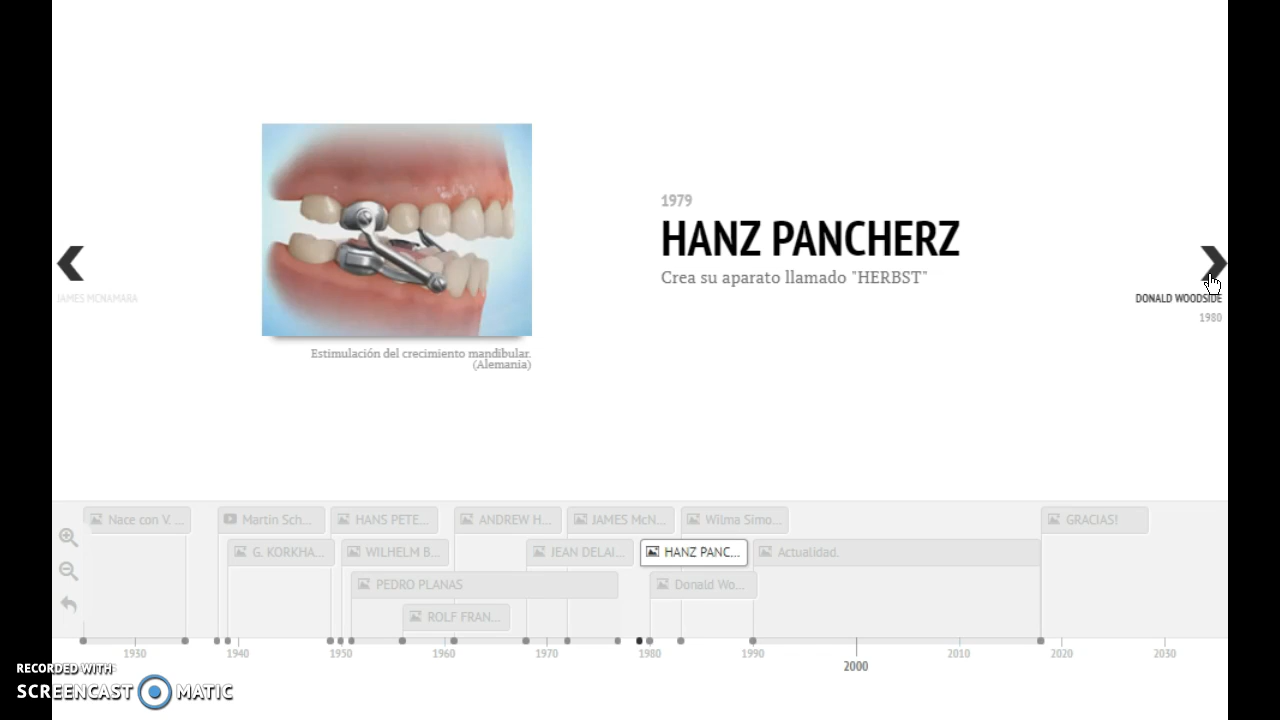 1979
HANZ PANCHERZ
Crea su aparato llamado "HERBST"
JAMES MCNAMARA
DONALD WOODSIDE
1980
Estimulación del crecimiento mandibular.
(Alemania)
Nace con V. ...
Martin Sch...
HANS PETE...
ANDREW H...
JAMES McN...
Wilma Simo...
GRACIAS!
G. KORKHA...
WILHELM B...
JEAN DELAI...
HANZ PANC...
Actualidad.
PEDRO PLANAS
Donald Wo...
ROLF FRAN...
1930 1940 1950 1960 1970 1980 1990 2000 2010 2020 2030
RECORDED WITH
SCREENCAST MATIC